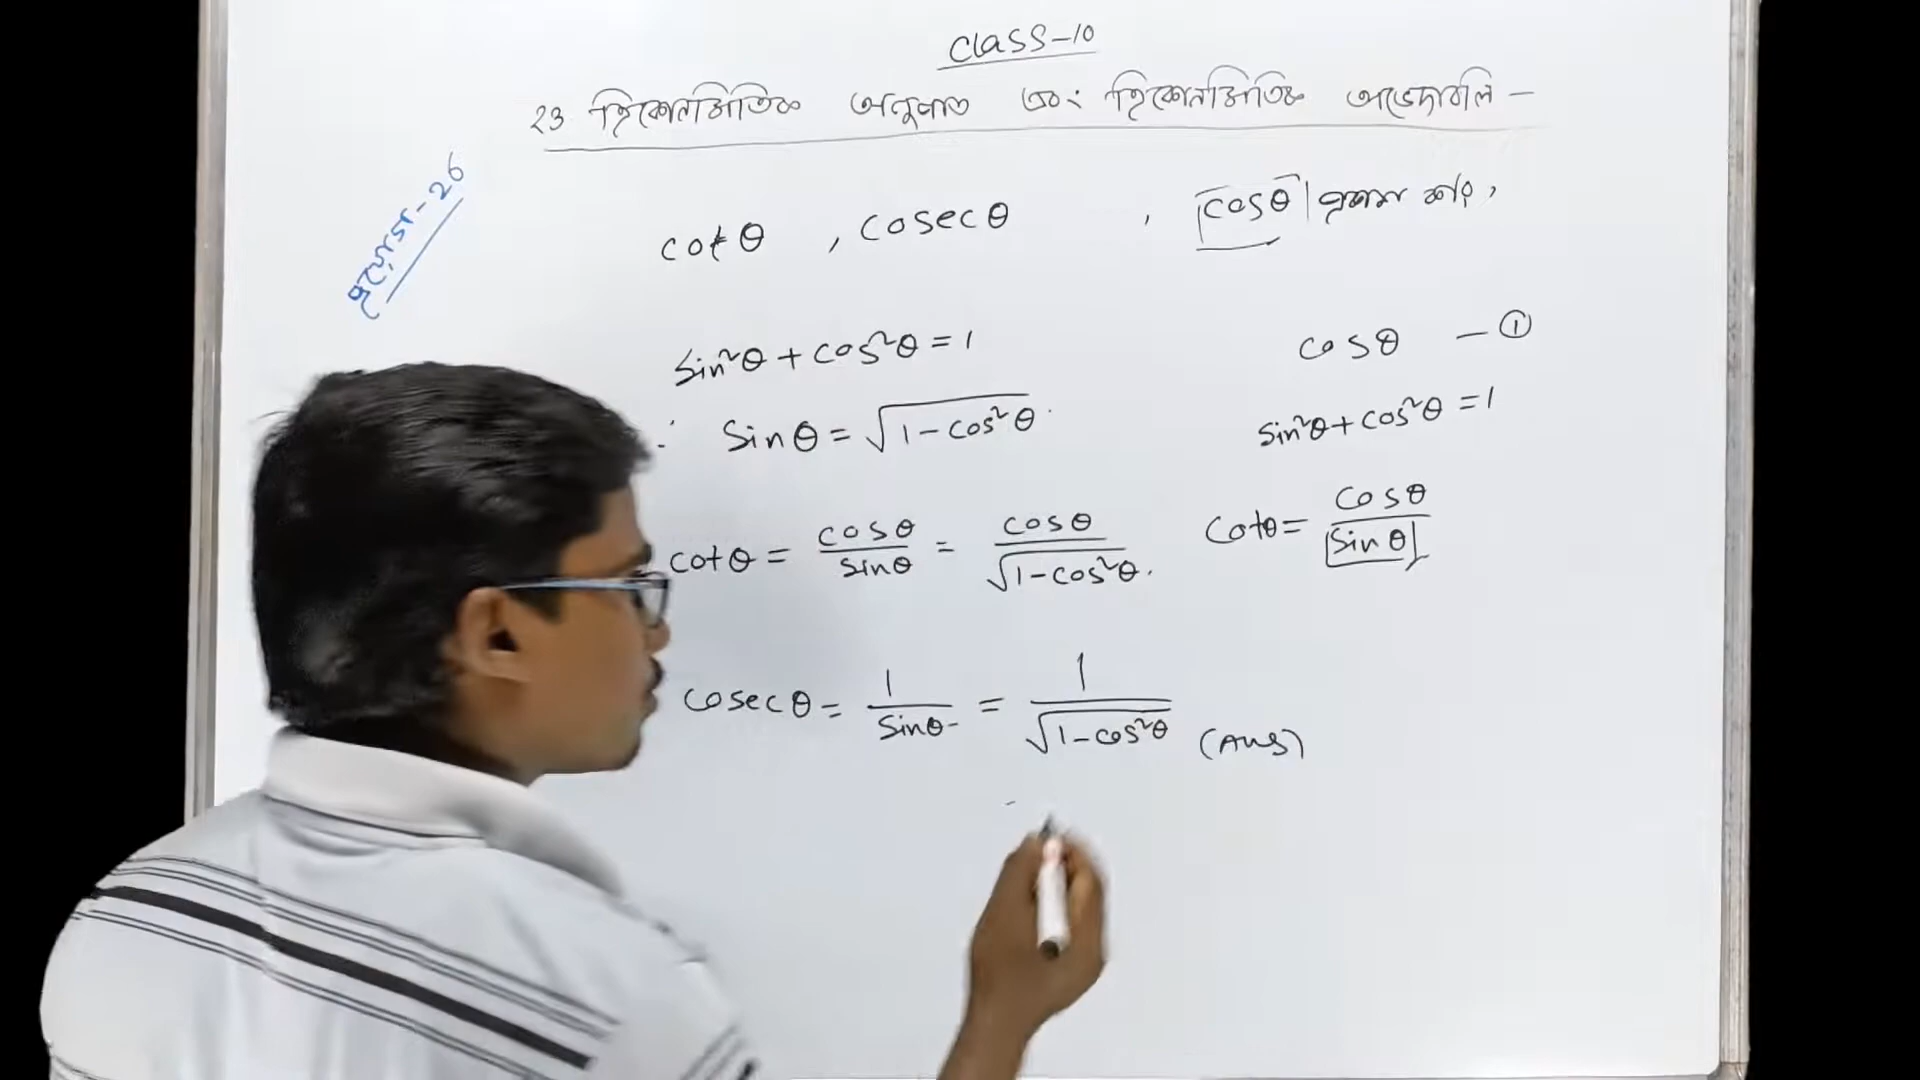 Class-10
23 ত্রিকোনমিতিক অনুপাত এবং ত্রিকোনমিতিক অভেদাবলি -
প্রয়োগ-26
cotθ , cosecθ , cosθ প্রকাশ করি,
sin²θ + cos²θ = 1
∴ sinθ = √1-cos²θ
cotθ = cosθ/sinθ = cosθ/√1-cos²θ.
cosecθ = 1/sinθ = 1/√1-cos²θ (Ans)
cosθ - ①
sin²θ + cos²θ = 1
cotθ = cosθ/sinθ